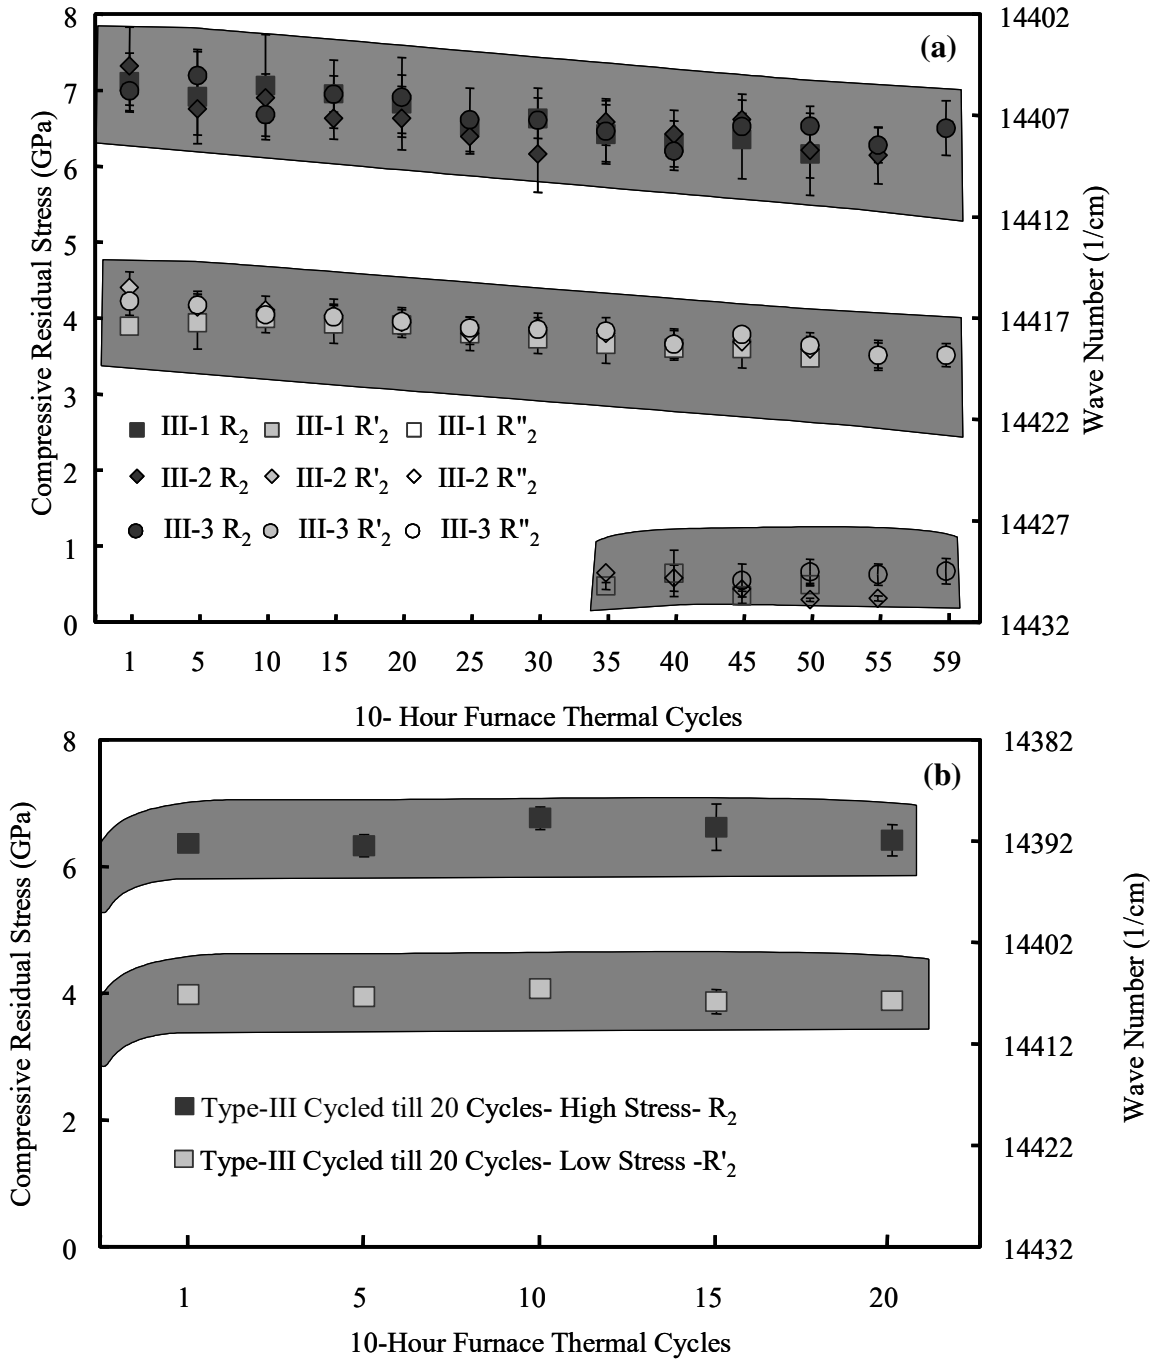 (a)
8
7
6
5
4
3
2
1
0
Compressive Residual Stress (GPa)
14402
14407
14412
14417
14422
14427
14432
Wave Number (1/cm)
III-1 R2 III-1 R'2 III-1 R"2
III-2 R2 III-2 R'2 III-2 R"2
III-3 R2 III-3 R'2 III-3 R"2
1 5 10 15 20 25 30 35 40 45 50 55 59
10- Hour Furnace Thermal Cycles
(b)
8
6
4
2
0
Compressive Residual Stress (GPa)
14382
14392
14402
14412
14422
14432
Wave Number (1/cm)
Type-III Cycled till 20 Cycles- High Stress- R2
Type-III Cycled till 20 Cycles- Low Stress -R'2
1 5 10 15 20
10-Hour Furnace Thermal Cycles